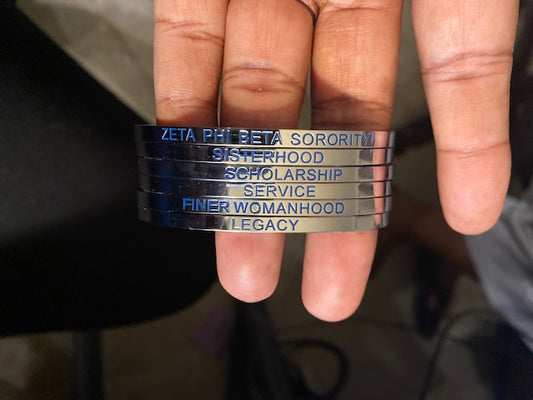 ZETA PHI BETA SORORITY
SISTERHOOD
SCHOLARSHIP
SERVICE
FINER WOMANHOOD
LEGACY